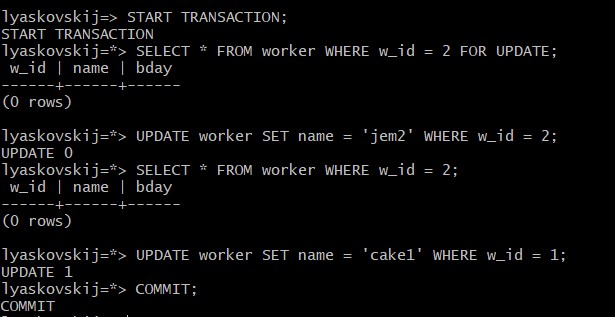 lyaskovskij=> START TRANSACTION;
START TRANSACTION
lyaskovskij=*> SELECT * FROM worker WHERE w_id = 2 FOR UPDATE;
 w_id | name | bday
------+------+------
(0 rows)

lyaskovskij=*> UPDATE worker SET name = 'jem2' WHERE w_id = 2;
UPDATE 0
lyaskovskij=*> SELECT * FROM worker WHERE w_id = 2;
 w_id | name | bday
------+------+------
(0 rows)

lyaskovskij=*> UPDATE worker SET name = 'cake1' WHERE w_id = 1;
UPDATE 1
lyaskovskij=*> COMMIT;
COMMIT